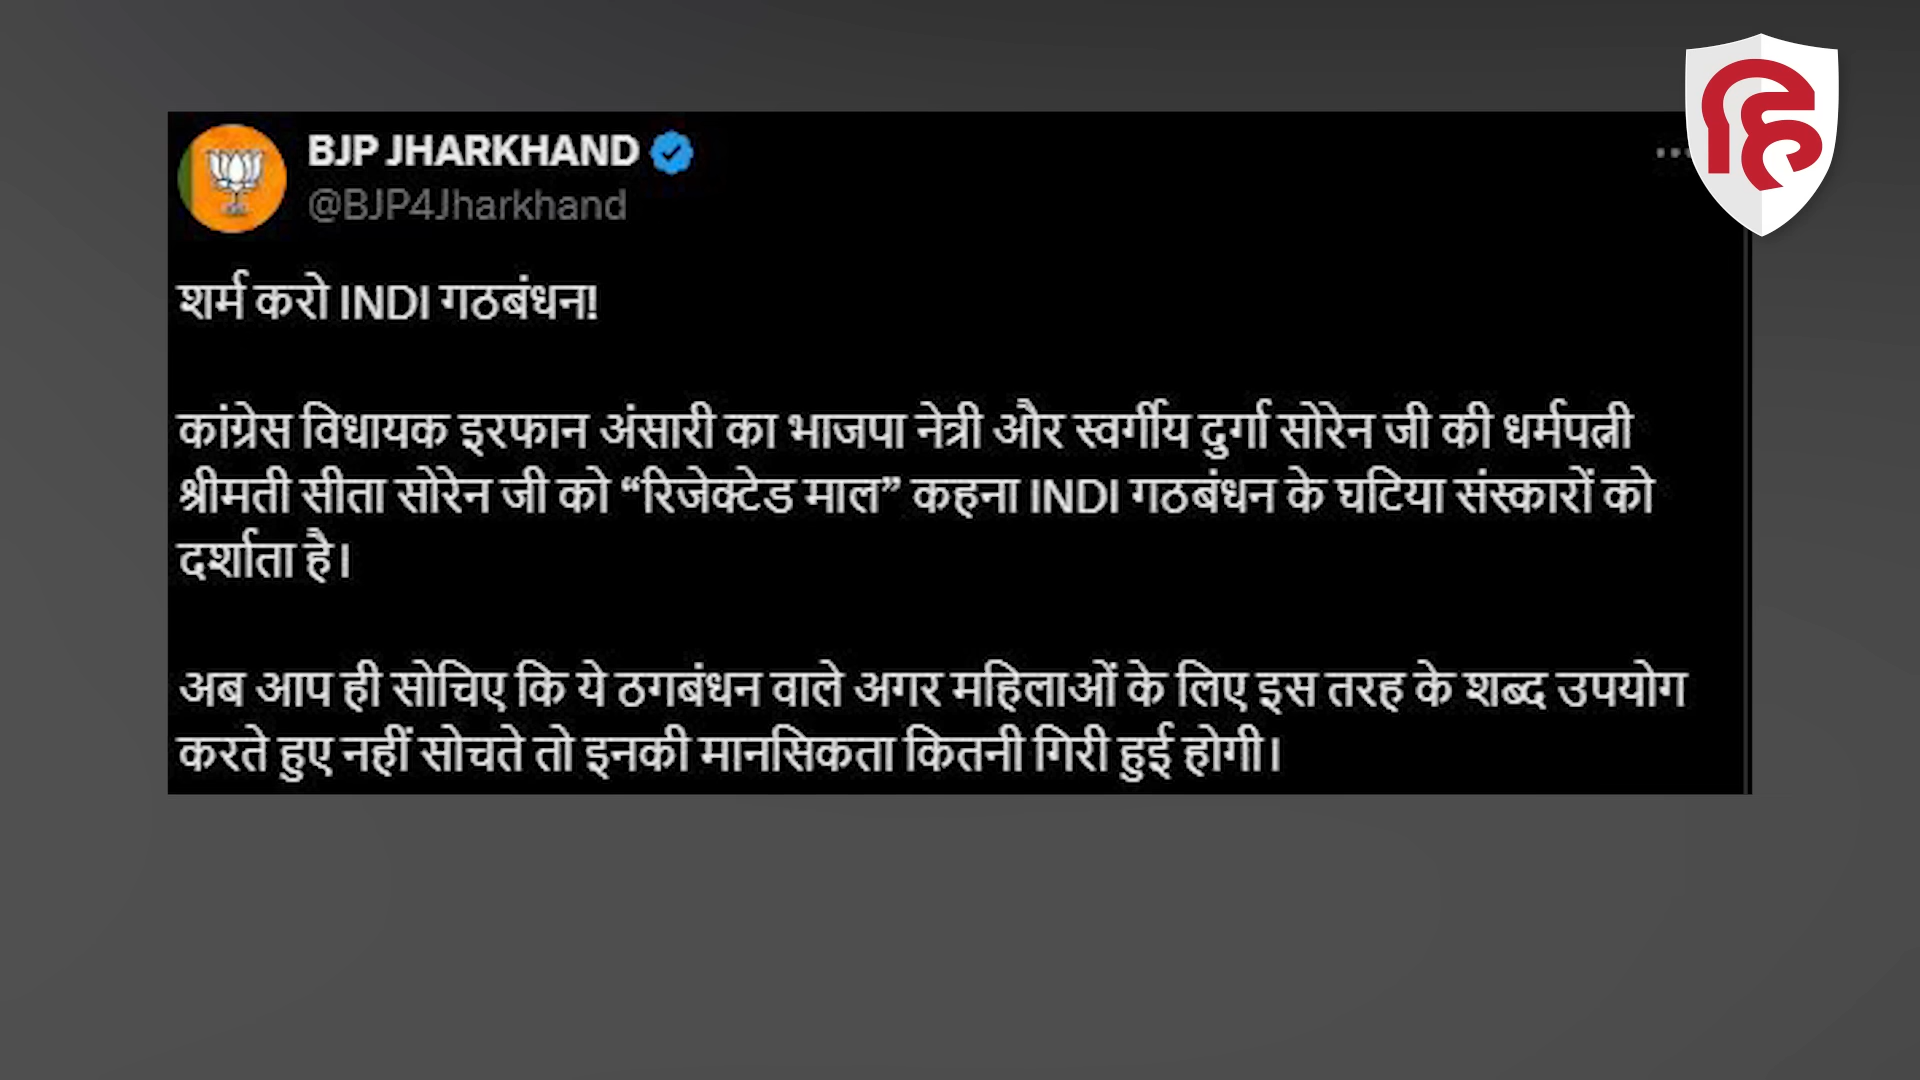 BJP JHARKHAND
@BJP4Jharkhand
शर्म करो INDI गठबंधन!
कांग्रेस विधायक इरफान अंसारी का भाजपा नेत्री और स्वर्गीय दुर्गा सोरेन जी की धर्मपत्नी
श्रीमती सीता सोरेन जी को “रिजेक्टेड माल” कहना INDI गठबंधन के घटिया संस्कारों को
दर्शाता है।
अब आप ही सोचिए कि ये ठगबंधन वाले अगर महिलाओं के लिए इस तरह के शब्द उपयोग
करते हुए नहीं सोचते तो इनकी मानसिकता कितनी गिरी हुई होगी।
हि